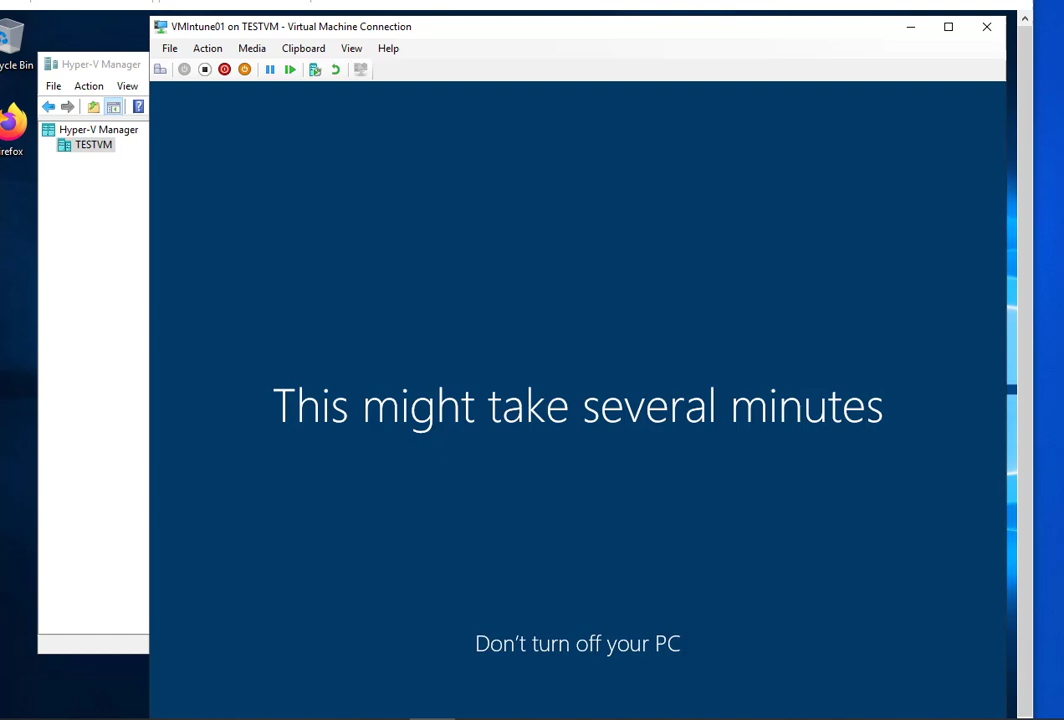 VMIntune01 on TESTVM - Virtual Machine Connection
File Action Media Clipboard View Help
Hyper-V Manager
File Action View
Hyper-V Manager
TESTVM
ycle Bin
irefox
This might take several minutes
Don't turn off your PC